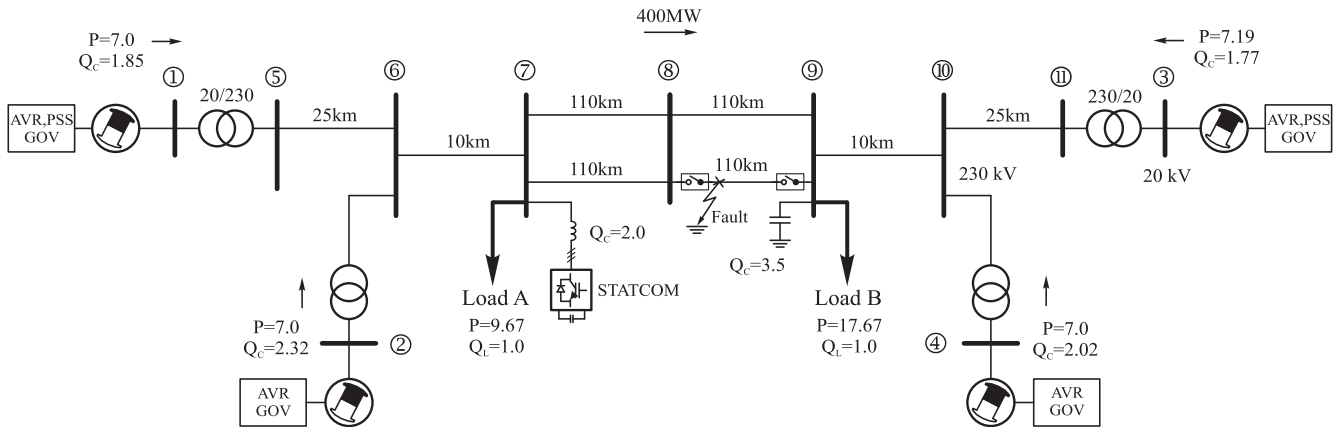 400MW
P=7.0
Q_C=1.85
P=7.19
Q_C=1.77
①
⑤
⑥
⑦
⑧
⑨
⑩
⑪
③
20/230
110km
110km
230/20
AVR,PSS
GOV
25km
25km
AVR,PSS
GOV
10km
10km
110km
110km
230 kV
20 kV
Fault
Q_C=2.0
Q_C=3.5
STATCOM
Load A
P=9.67
Q_L=1.0
Load B
P=17.67
Q_L=1.0
P=7.0
Q_C=2.32
②
④
P=7.0
Q_C=2.02
AVR
GOV
AVR
GOV